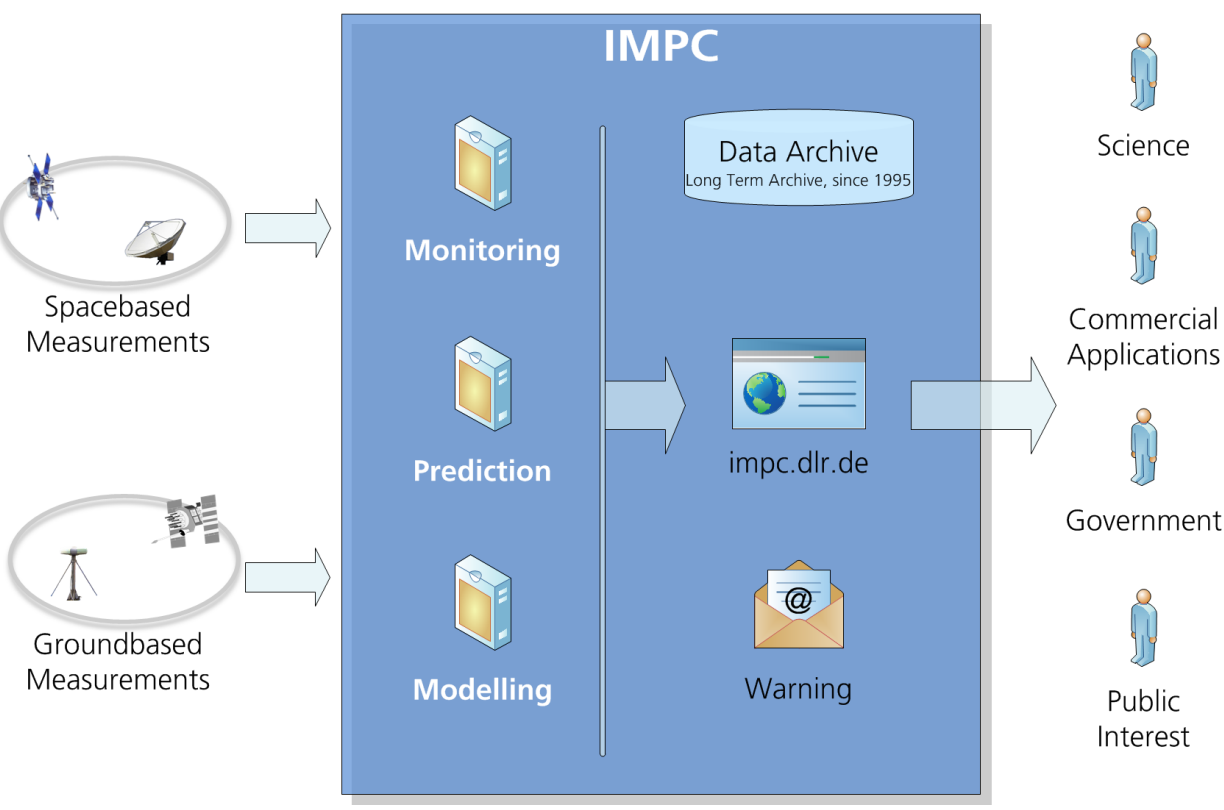 IMPC
Spacebased
Measurements
Groundbased
Measurements
Monitoring
Prediction
Modelling
Data Archive
Long Term Archive, since 1995
impc.dlr.de
@
Warning
Science
Commercial
Applications
Government
Public
Interest